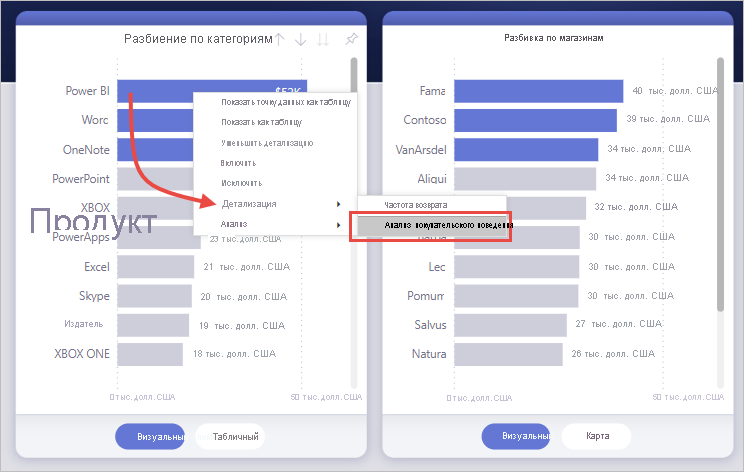 Разбиение по категориям
Power BI
$52K
Worc
OneNote
PowerPoint
XBOX
Продукт
PowerApps
23 тыс. долл. США
Excel
21 тыс. долл. США
Skype
20 тыс. долл. США
Издатель
19 тыс. долл. США
XBOX ONE
18 тыс. долл. США
0 тыс. долл. США
50 тыс. долл. США
Визуальны
Табличный
Показать точку данных как таблицу
Показать как таблицу
Уменьшить детализацию
Включить
Исключить
Детализация
Анализ
Частота возврата
Анализ покупательского поведения
Разбивка по магазинам
Fama
40 тыс. долл. США
Contoso
39 тыс. долл. США
VanArsdel
34 тыс. долл. США
Aliqui
34 тыс. долл. США
32 тыс. долл. США
30 тыс. долл. США
Lec
30 тыс. долл. США
Pomum
30 тыс. долл. США
Salvus
27 тыс. долл. США
Natura
26 тыс. долл. США
0 тыс. долл. США
50 тыс. долл. США
Визуальны
Карта